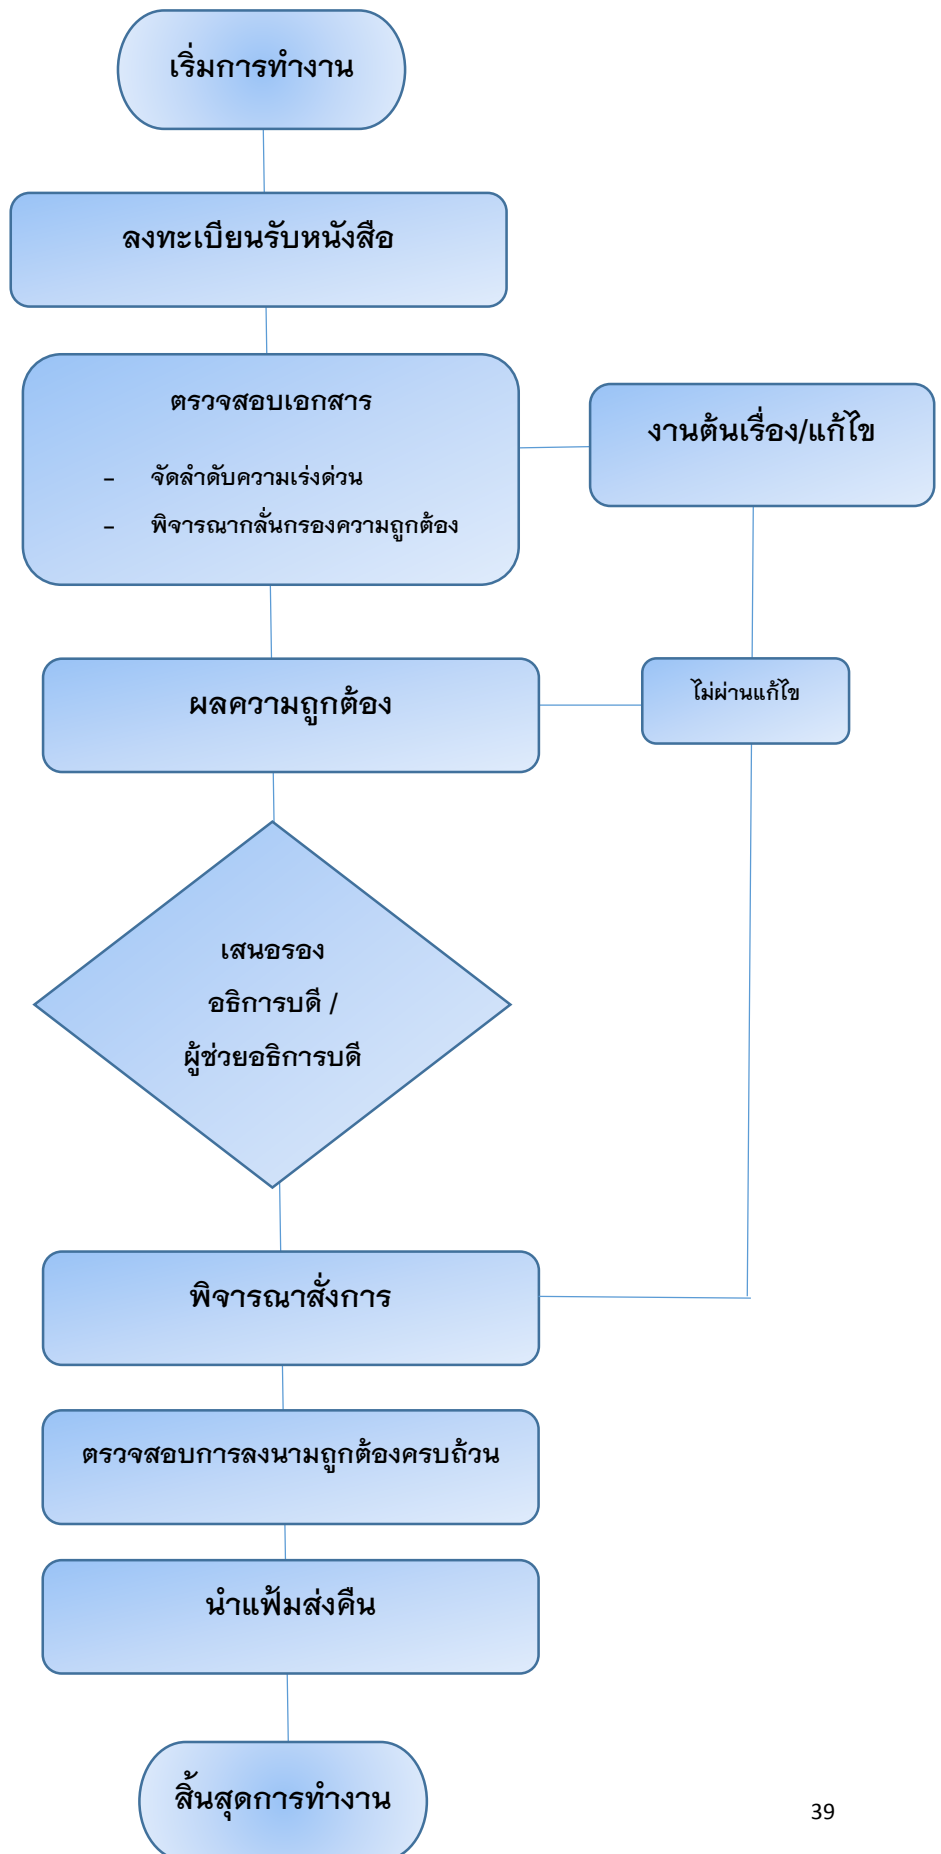 เริ่มการทำงาน
ลงทะเบียนรับหนังสือ
ตรวจสอบเอกสาร
- จัดลำดับความเร่งด่วน
- พิจารณากลั่นกรองความถูกต้อง
งานต้นเรื่อง/แก้ไข
ผลความถูกต้อง
ไม่ผ่านแก้ไข
เสนอรอง
อธิการบดี /
ผู้ช่วยอธิการบดี
พิจารณาสั่งการ
ตรวจสอบการลงนามถูกต้องครบถ้วน
นำแฟ้มส่งคืน
สิ้นสุดการทำงาน
39